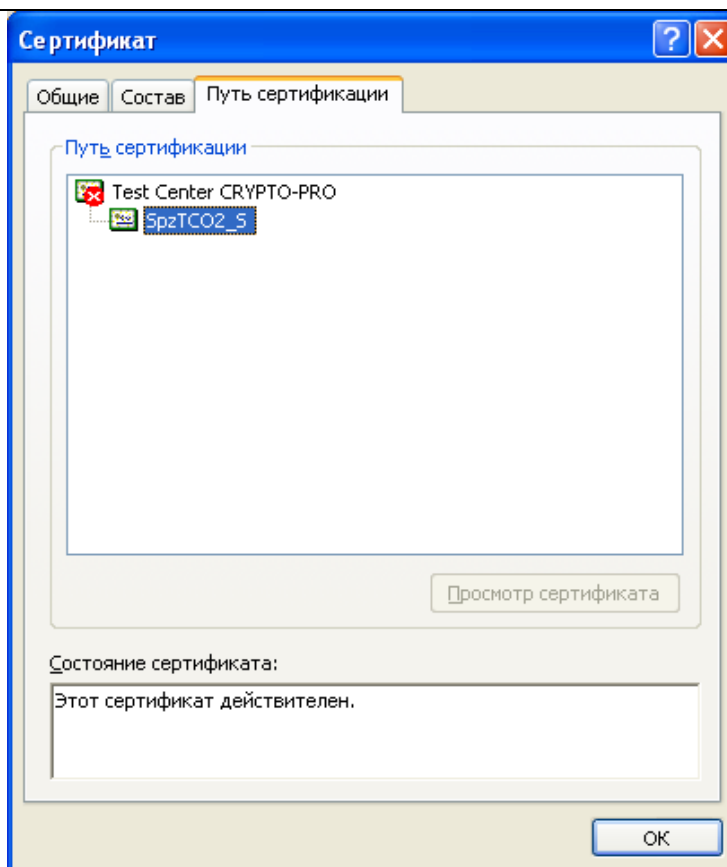 Сертификат
Общие Состав Путь сертификации
Путь сертификации
Test Center CRYPTO-PRO
SpzTCO2_S
Просмотр сертификата
Состояние сертификата:
Этот сертификат действителен.
ОК